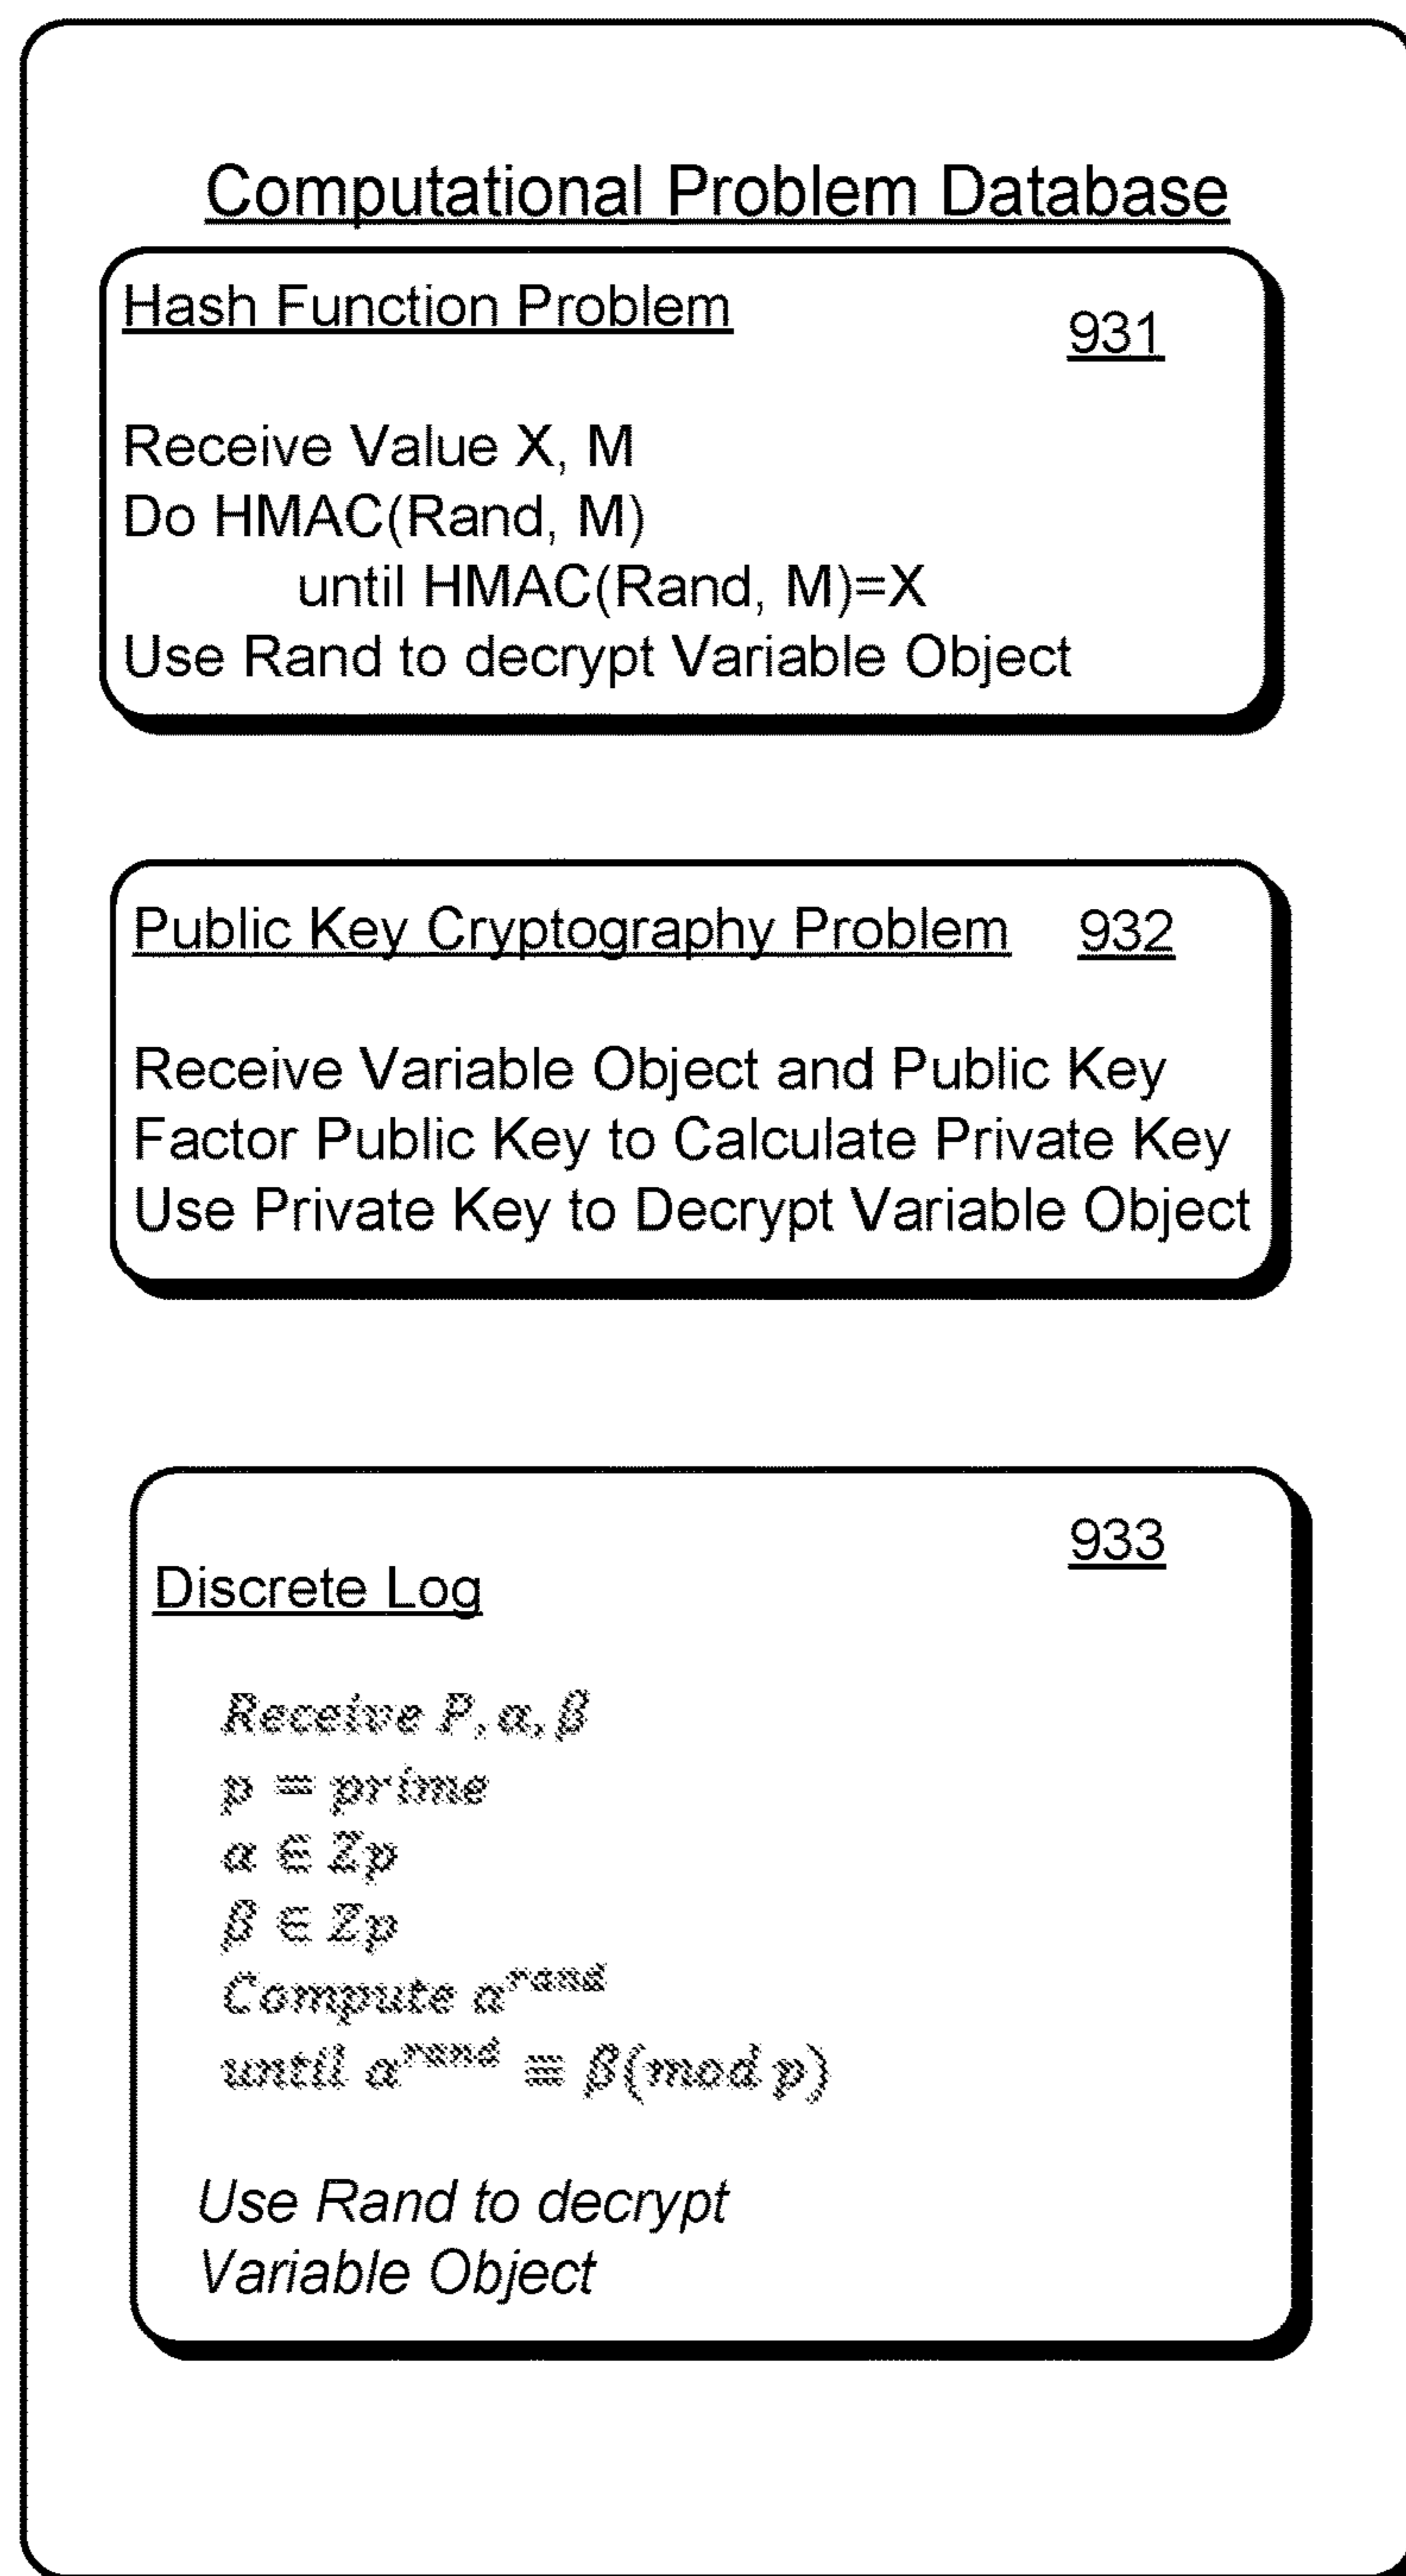 Computational Problem Database
Hash Function Problem 931
Receive Value X, M
Do HMAC(Rand, M)
until HMAC(Rand, M)=X
Use Rand to decrypt Variable Object
Public Key Cryptography Problem 932
Receive Variable Object and Public Key
Factor Public Key to Calculate Private Key
Use Private Key to Decrypt Variable Object
933
Discrete Log
Receive P, α, β
p = prime
α ∈ Zp
β ∈ Zp
Compute α^rand
until α^rand ≡ β(mod p)
Use Rand to decrypt
Variable Object